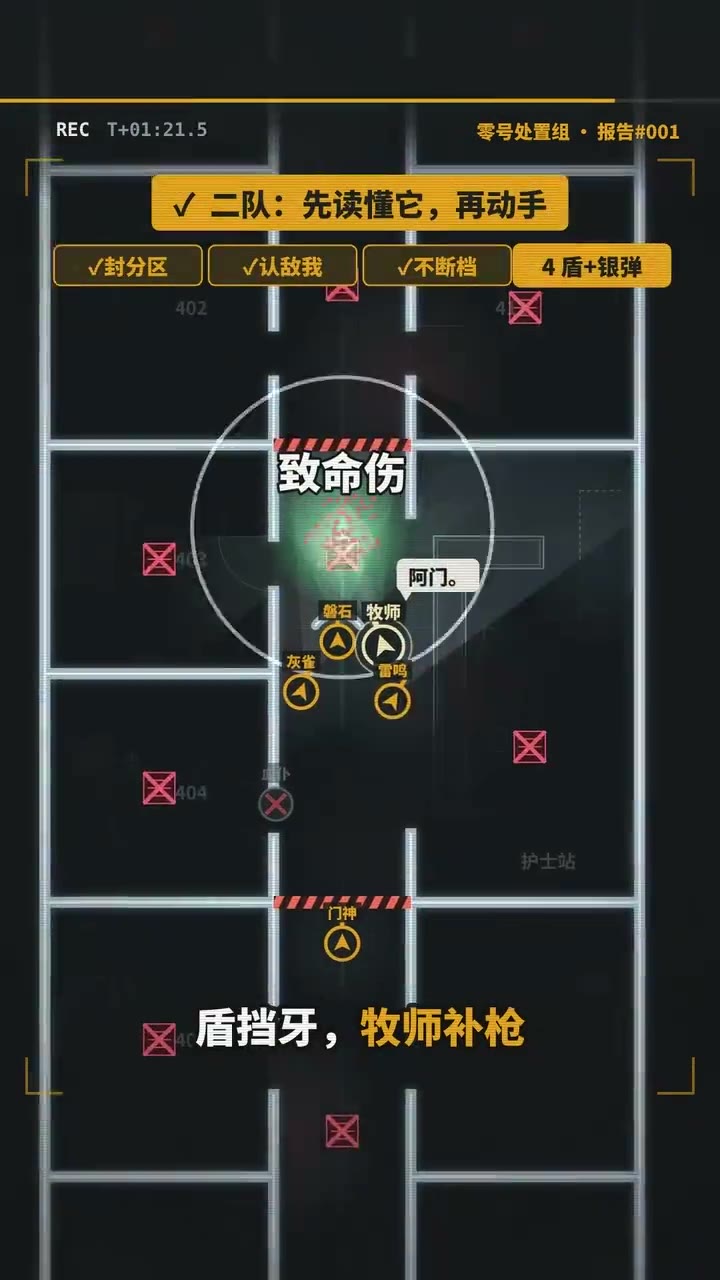 REC T+01:21.5
零号处置组 · 报告#001
✓ 二队：先读懂它，再动手
✓封分区
✓认敌我
✓不断档
4 盾+银弹
402
致命伤
阿门。
磐石
牧师
灰雀
雷鸣
404
护士站
门神
盾挡牙，牧师补枪